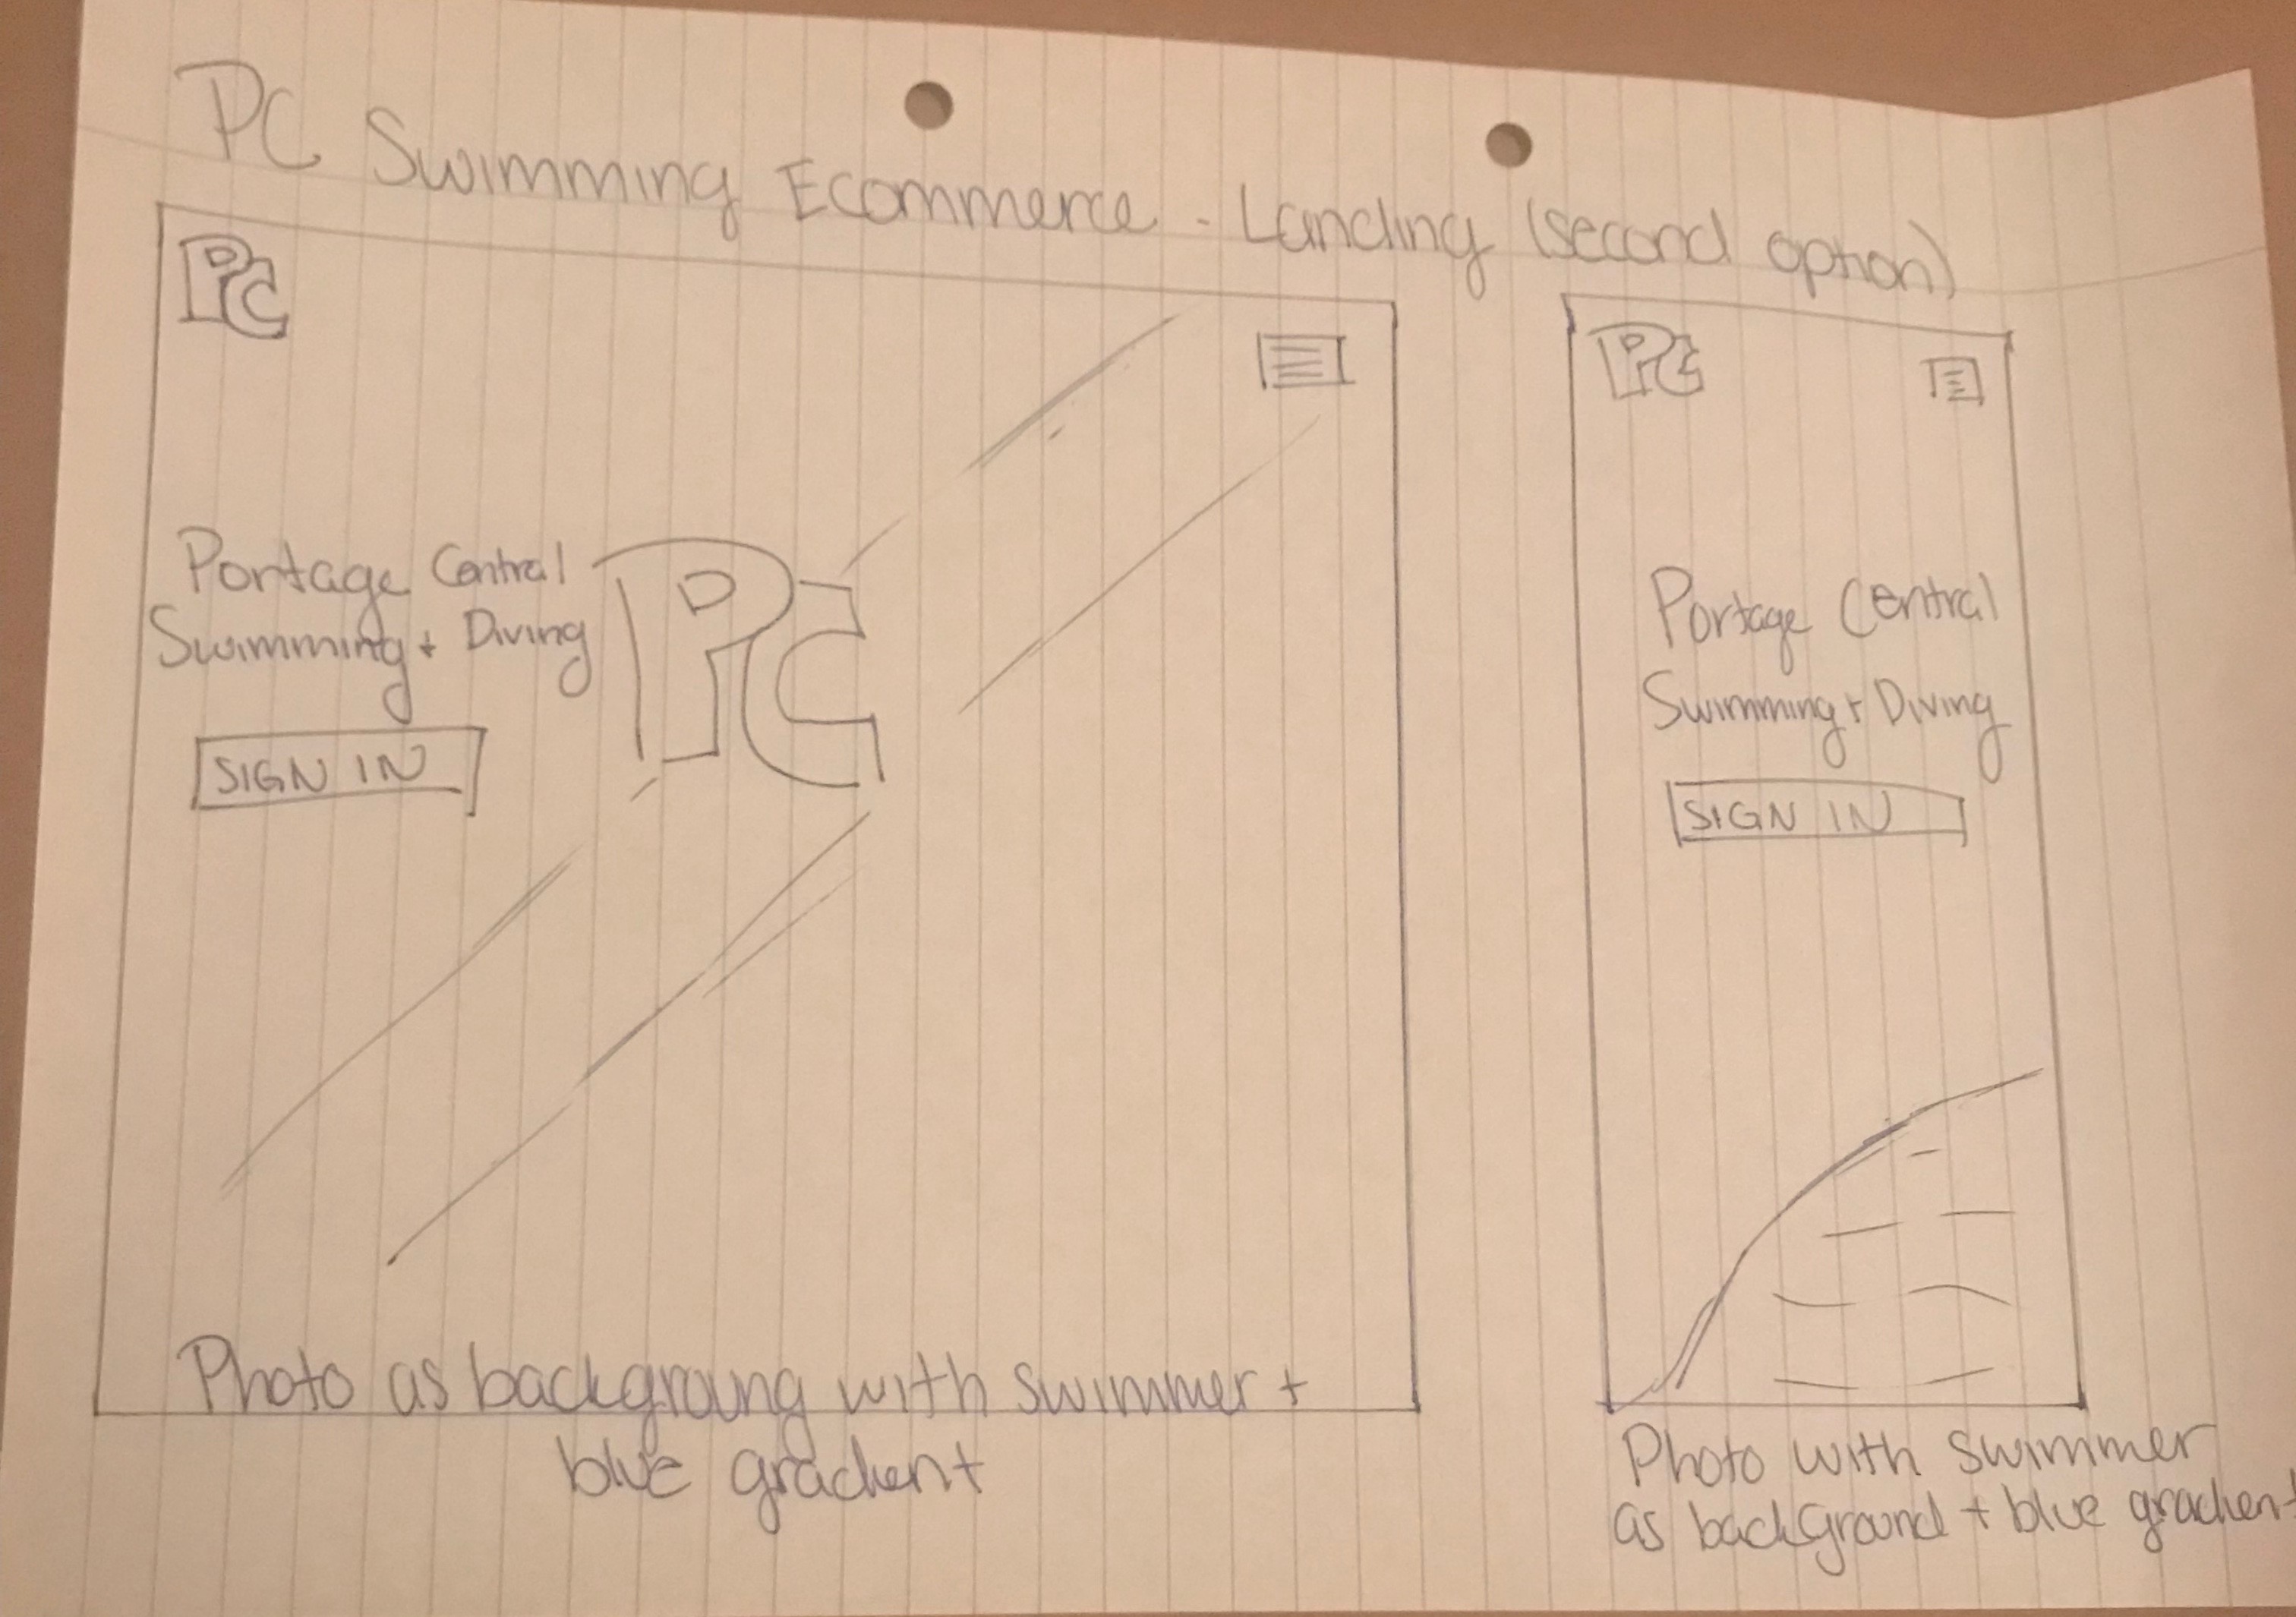 PC Swimming Ecommerce - Landing (second option)
PC
Portage Central
Swimming + Diving
PC
SIGN IN
Photo as backgroung with swimmer +
blue gradient
PC
Portage Central
Swimming + Diving
SIGN IN
Photo with swimmer
as background + blue gradient